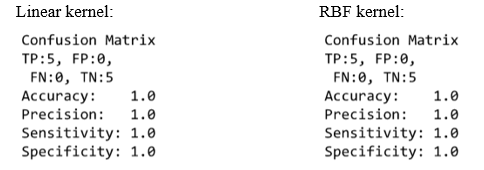 Linear kernel:
Confusion Matrix
TP:5, FP:0,
FN:0, TN:5
Accuracy: 1.0
Precision: 1.0
Sensitivity: 1.0
Specificity: 1.0
RBF kernel:
Confusion Matrix
TP:5, FP:0,
FN:0, TN:5
Accuracy: 1.0
Precision: 1.0
Sensitivity: 1.0
Specificity: 1.0